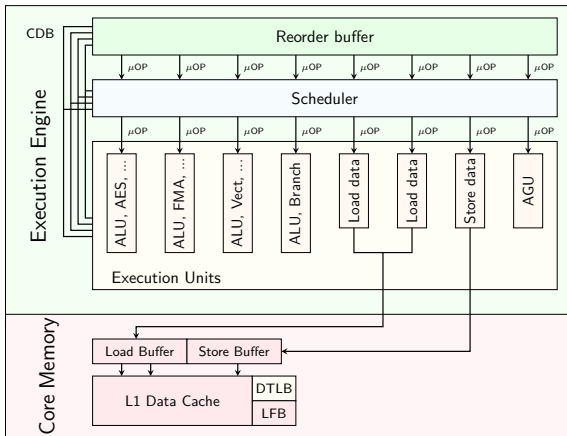 Execution Engine
CDB
Reorder buffer
μOP μOP μOP μOP μOP μOP μOP μOP
Scheduler
μOP μOP μOP μOP μOP μOP μOP μOP
ALU, AES, ...
ALU, FMA, ...
ALU, Vect, ...
ALU, Branch
Load data
Load data
Store data
AGU
Execution Units
Core Memory
Load Buffer
Store Buffer
L1 Data Cache
DTLB
LFB